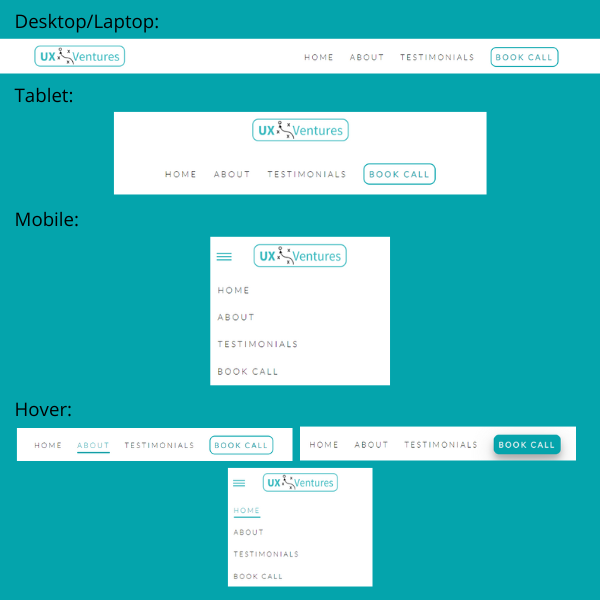 Desktop/Laptop:
UX Ventures HOME ABOUT TESTIMONIALS BOOK CALL
Tablet:
UX Ventures
HOME ABOUT TESTIMONIALS BOOK CALL
Mobile:
UX Ventures
HOME
ABOUT
TESTIMONIALS
BOOK CALL
Hover:
HOME ABOUT TESTIMONIALS BOOK CALL
HOME ABOUT TESTIMONIALS BOOK CALL
UX Ventures
HOME
ABOUT
TESTIMONIALS
BOOK CALL